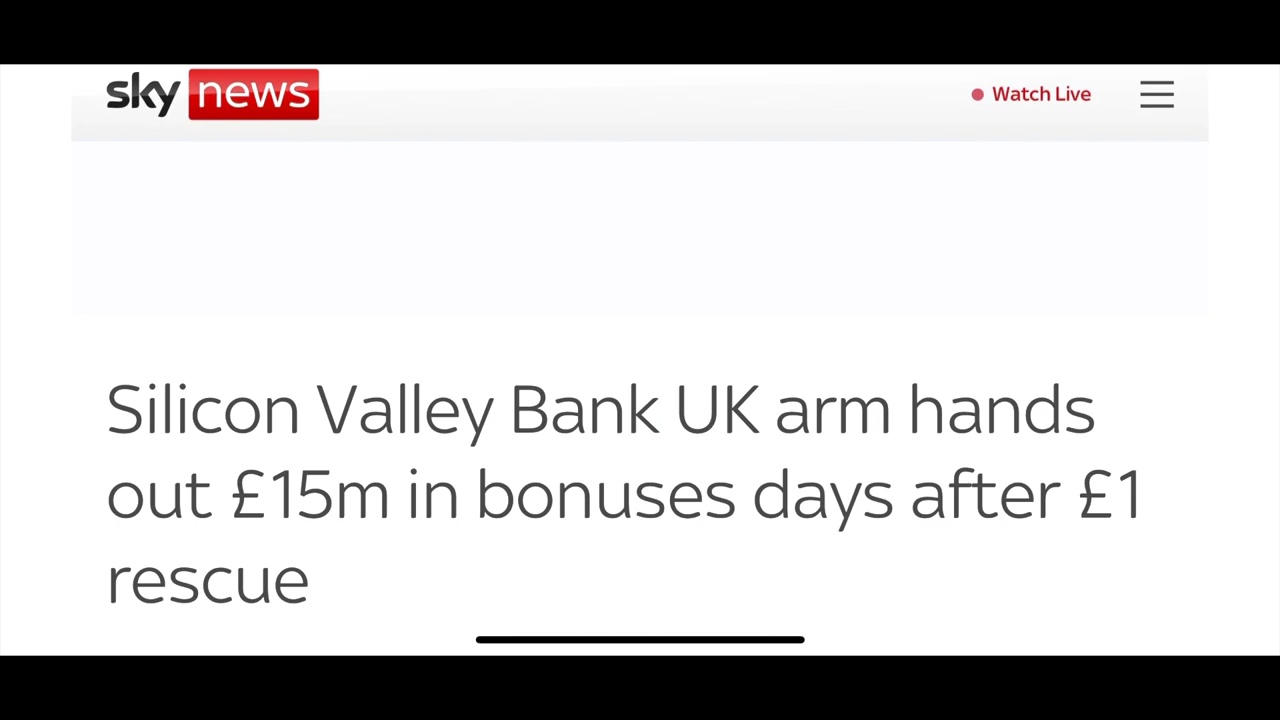 sky news
Watch Live
Silicon Valley Bank UK arm hands
out £15m in bonuses days after £1
rescue